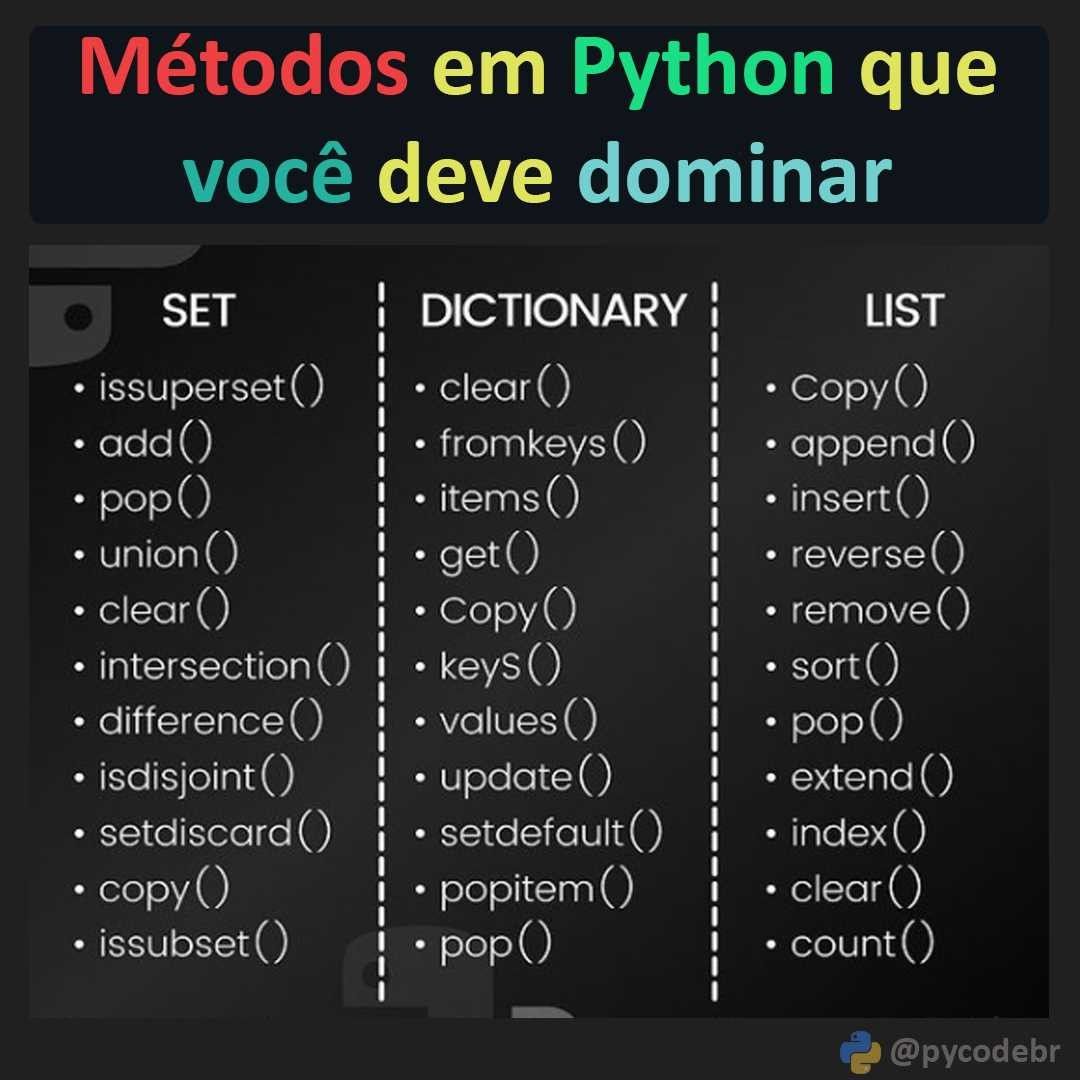 Métodos em Python que
você deve dominar
SET
• issuperset()
• add()
• pop()
• union()
• clear()
• intersection()
• difference()
• isdisjoint()
• setdiscard()
• copy()
• issubset()
DICTIONARY
• clear()
• fromkeys()
• items()
• get()
• Copy()
• keyS()
• values()
• update()
• setdefault()
• popitem()
• pop()
LIST
• Copy()
• append()
• insert()
• reverse()
• remove()
• sort()
• pop()
• extend()
• index()
• clear()
• count()
@pycodebr